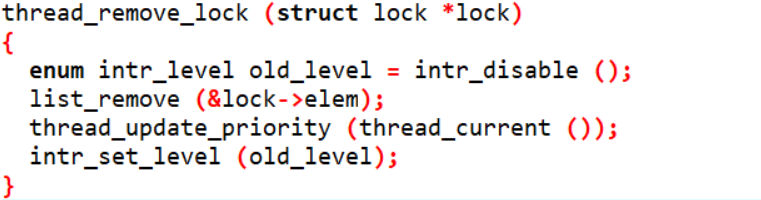 thread_remove_lock (struct lock *lock)
{
  enum intr_level old_level = intr_disable ();
  list_remove (&lock->elem);
  thread_update_priority (thread_current ());
  intr_set_level (old_level);
}